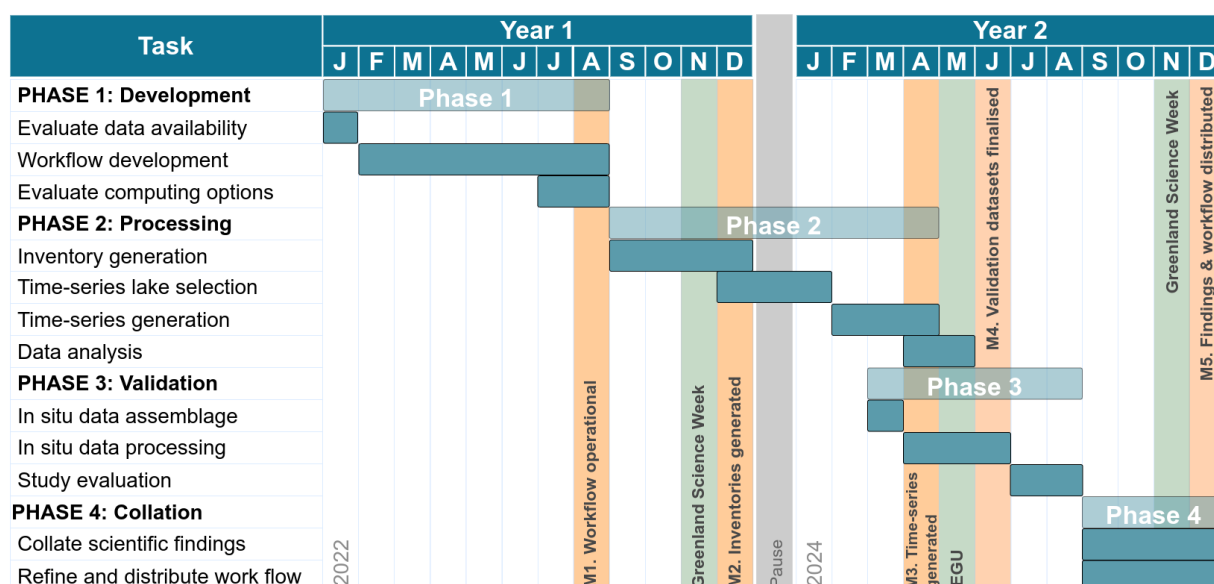 Task
Year 1
Year 2
J F M A M J J A S O N D
J F M A M J J A S O N D
PHASE 1: Development
Phase 1
Evaluate data availability
Workflow development
Evaluate computing options
PHASE 2: Processing
Phase 2
Inventory generation
Time-series lake selection
Time-series generation
Data analysis
PHASE 3: Validation
Phase 3
In situ data assemblage
In situ data processing
Study evaluation
PHASE 4: Collation
Phase 4
Collate scientific findings
Refine and distribute work flow
2022
M1. Workflow operational
Greenland Science Week
M2. Inventories generated
Pause
2024
M3. Time-series
generated
EGU
M4. Validation datasets finalised
Greenland Science Week
M5. Findings & workflow distributed